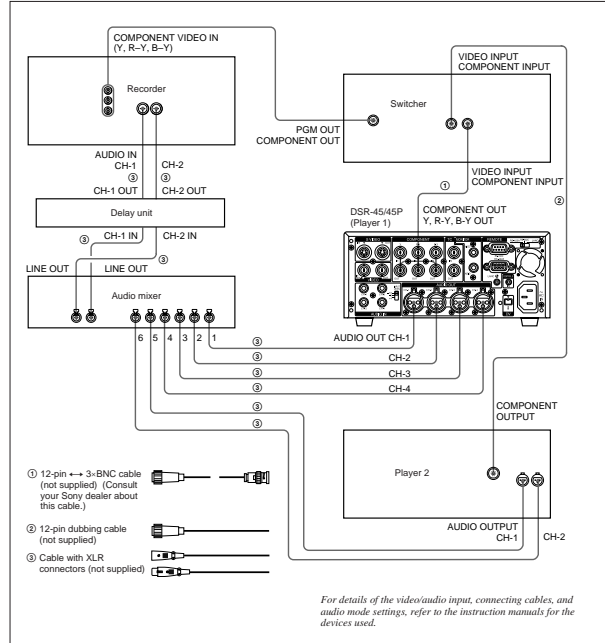 COMPONENT VIDEO IN
(Y, R–Y, B–Y)
VIDEO INPUT
COMPONENT INPUT
Recorder
Switcher
PGM OUT
COMPONENT OUT
AUDIO IN
CH-1
CH-2
③
③
CH-1 OUT
CH-2 OUT
VIDEO INPUT
COMPONENT INPUT
①
②
Delay unit
DSR-45/45P
(Player 1)
COMPONENT OUT
Y, R-Y, B-Y OUT
③
CH-1 IN
CH-2 IN
③
LINE OUT
LINE OUT
COMPONENT
REMOTE
Audio mixer
6 5 4 3 2 1
③
AUDIO OUT CH-1
③
CH-2
③
CH-3
③
CH-4
③
③
COMPONENT
OUTPUT
Player 2
AUDIO OUTPUT
CH-1
CH-2
① 12-pin ↔ 3×BNC cable
(not supplied) (Consult
your Sony dealer about
this cable.)
② 12-pin dubbing cable
(not supplied)
③ Cable with XLR
connectors (not supplied)
For details of the video/audio input, connecting cables, and
audio mode settings, refer to the instruction manuals for the
devices used.